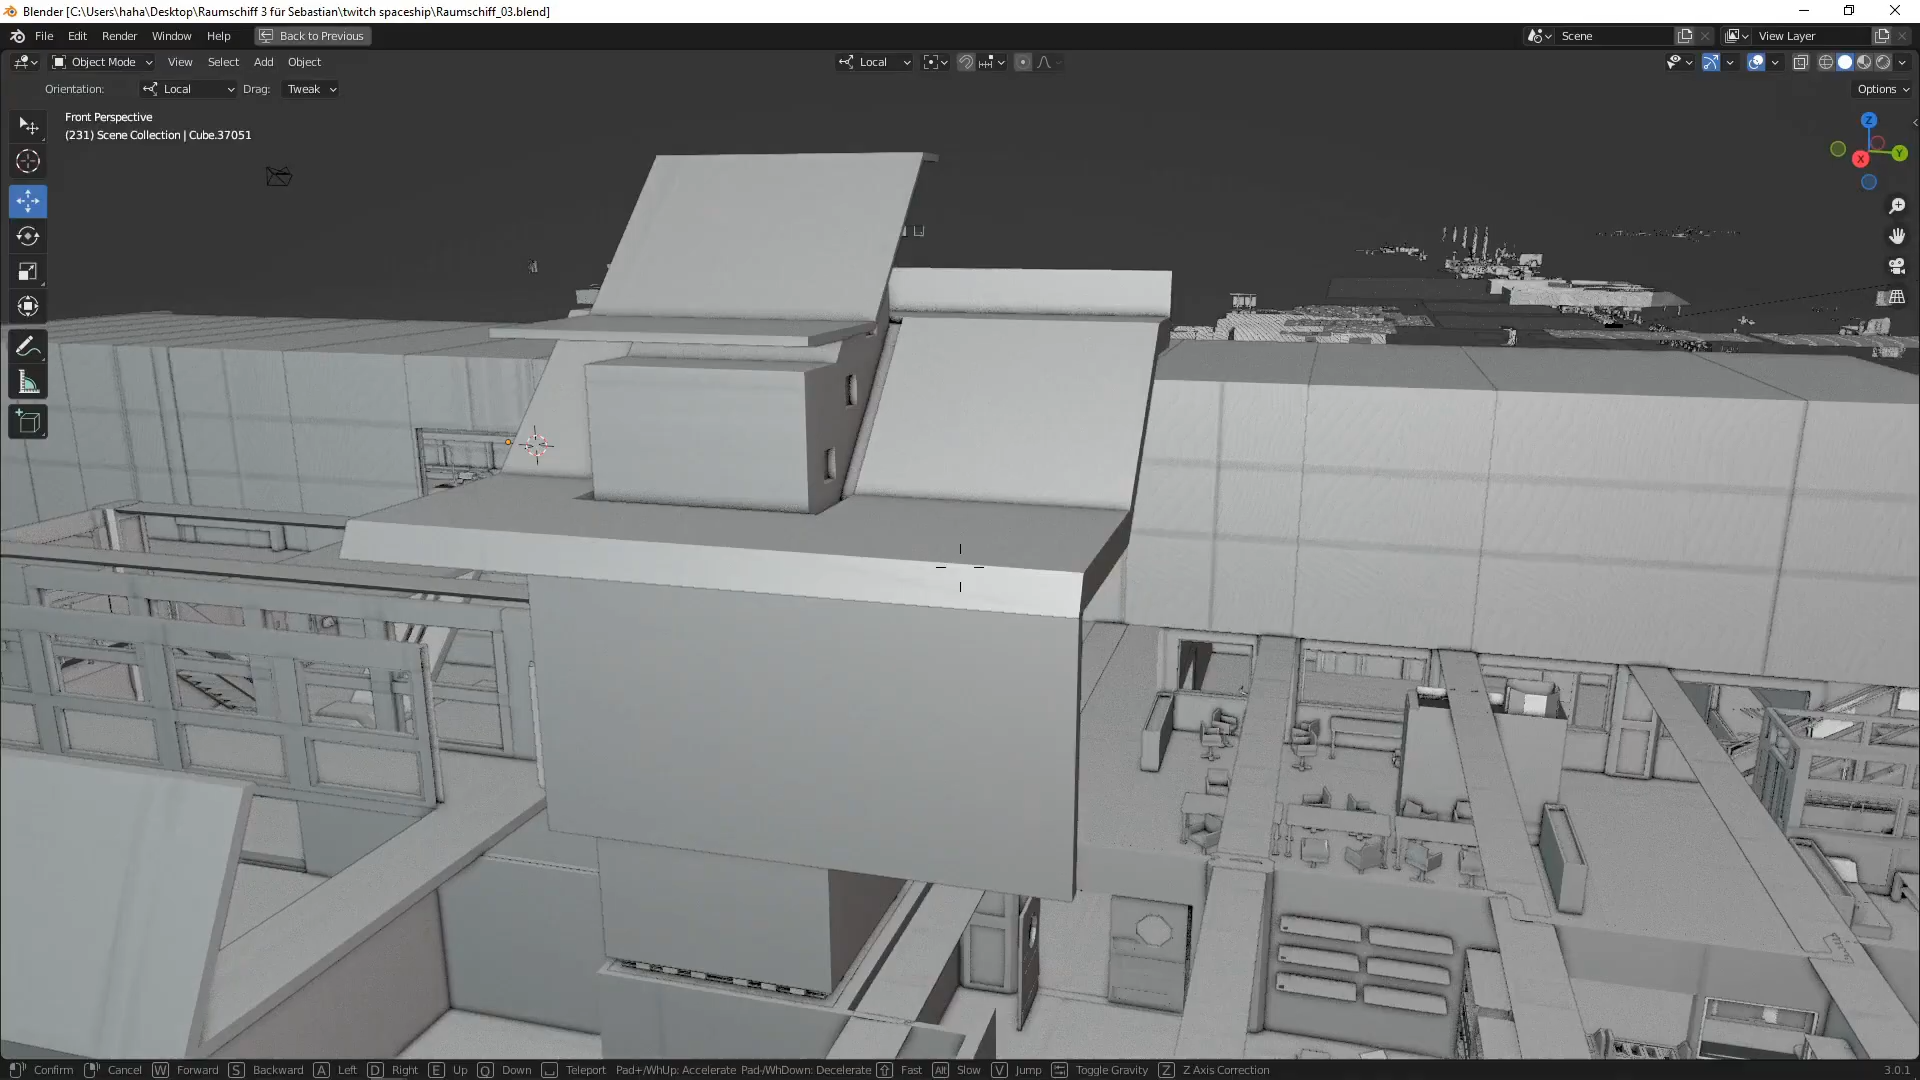 Blender [C:\Users\haha\Desktop\Raumschiff 3 für Sebastian\twitch spaceship\Raumschiff_03.blend]
File Edit Render Window Help Back to Previous Scene View Layer
Object Mode View Select Add Object Local
Orientation: Local Drag: Tweak Options
Front Perspective
(231) Scene Collection | Cube.37051
Z
Y
X
Confirm Cancel W Forward S Backward A Left D Right E Up Q Down Teleport Pad+/WhUp: Accelerate Pad-/WhDown: Decelerate Fast Alt Slow V Jump Toggle Gravity Z Z Axis Correction 3.0.1